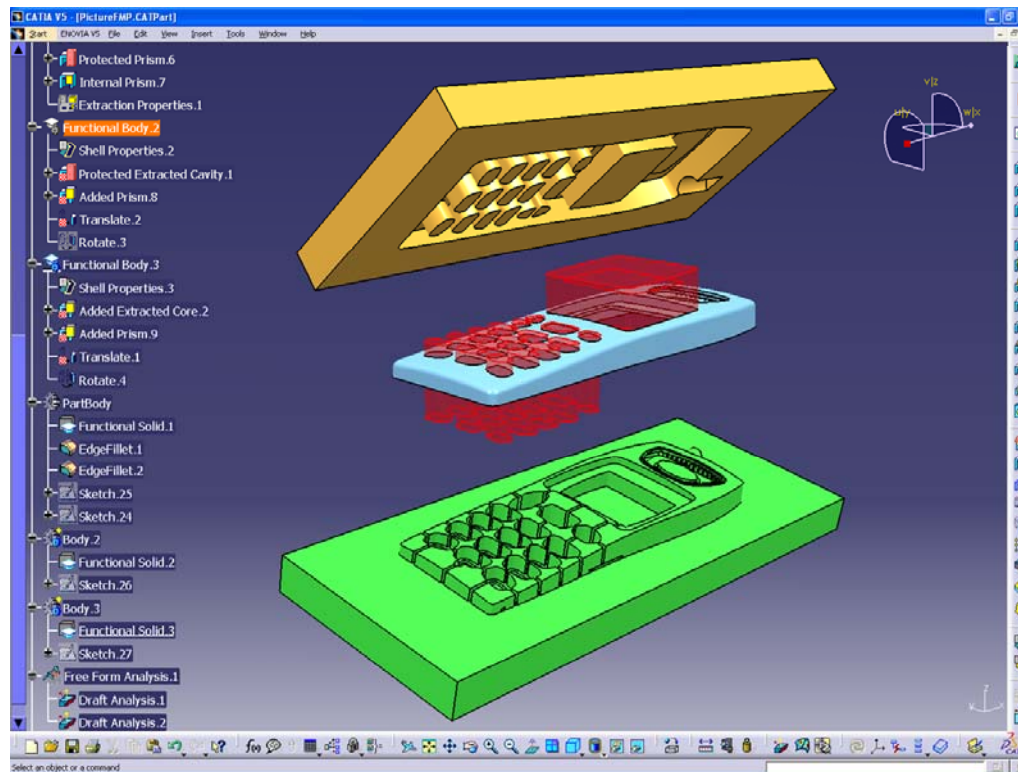 CATIA V5 - [PictureFMP.CATPart]
Start ENOVIA V5 File Edit View Insert Tools Window Help
Protected Prism.6
Internal Prism.7
Extraction Properties.1
Functional Body.2
Shell Properties.2
Protected Extracted Cavity.1
Added Prism.8
Translate.2
Rotate.3
Functional Body.3
Shell Properties.3
Added Extracted Core.2
Added Prism.9
Translate.1
Rotate.4
PartBody
Functional Solid.1
EdgeFillet.1
EdgeFillet.2
Sketch.25
Sketch.24
Body.2
Functional Solid.2
Sketch.26
Body.3
Functional Solid.3
Sketch.27
Free Form Analysis.1
Draft Analysis.1
Draft Analysis.2
v|z
u|y
w|x
z
x
f(x)
Select an object or a command